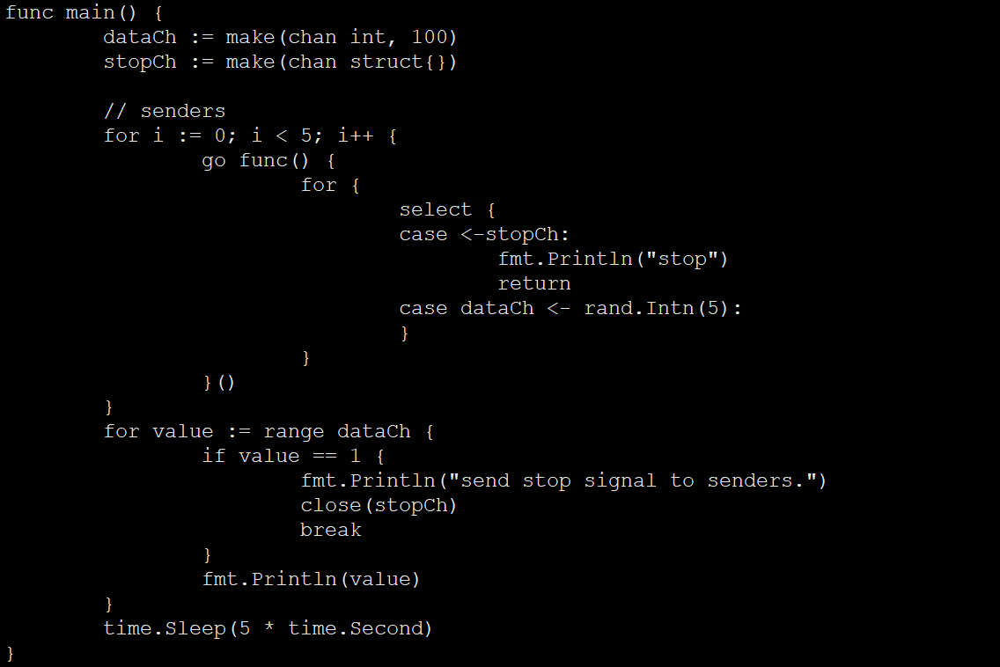 func main() {
        dataCh := make(chan int, 100)
        stopCh := make(chan struct{})

        // senders
        for i := 0; i < 5; i++ {
                go func() {
                        for {
                                select {
                                case <-stopCh:
                                        fmt.Println("stop")
                                        return
                                case dataCh <- rand.Intn(5):
                                }
                        }
                }()
        }
        for value := range dataCh {
                if value == 1 {
                        fmt.Println("send stop signal to senders.")
                        close(stopCh)
                        break
                }
                fmt.Println(value)
        }
        time.Sleep(5 * time.Second)
}